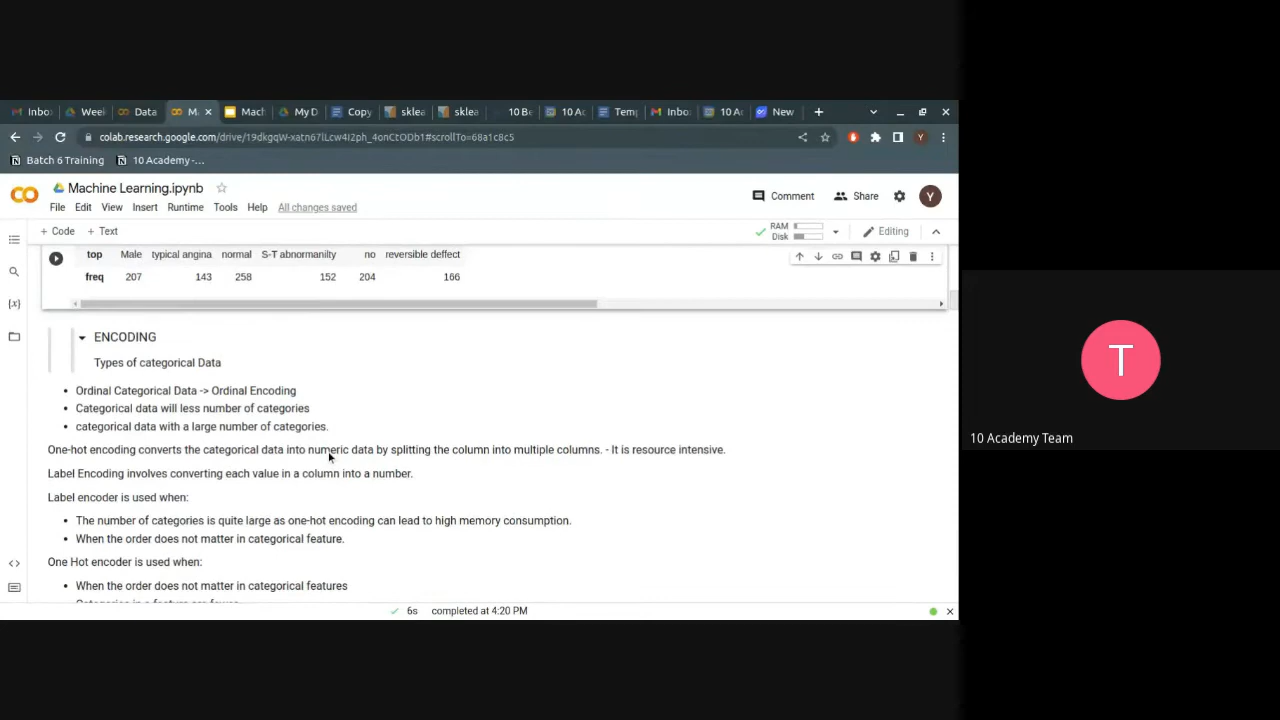 Inbo Week Data M Mach My D Copy sklea sklea 10 Be 10 Ac Temp Inbo 10 Ac New
colab.research.google.com/drive/
Batch 6 Training 10 Academy -...
Machine Learning.ipynb
Comment Share Y
File Edit View Insert Runtime Tools Help All changes saved
+ Code + Text RAM Disk Editing
top Male typical angina normal S-T abnormanilty no reversible defect
freq 207 143 258 152 204 166
ENCODING
Types of categorical Data
• Ordinal Categorical Data -> Ordinal Encoding
• Categorical data will less number of categories
• categorical data with a large number of categories.
One-hot encoding converts the categorical data into numeric data by splitting the column into multiple columns. - It is resource intensive.
Label Encoding involves converting each value in a column into a number.
Label encoder is used when:
• The number of categories is quite large as one-hot encoding can lead to high memory consumption.
• When the order does not matter in categorical feature.
One Hot encoder is used when:
• When the order does not matter in categorical features
6s completed at 4:20 PM
T
10 Academy Team